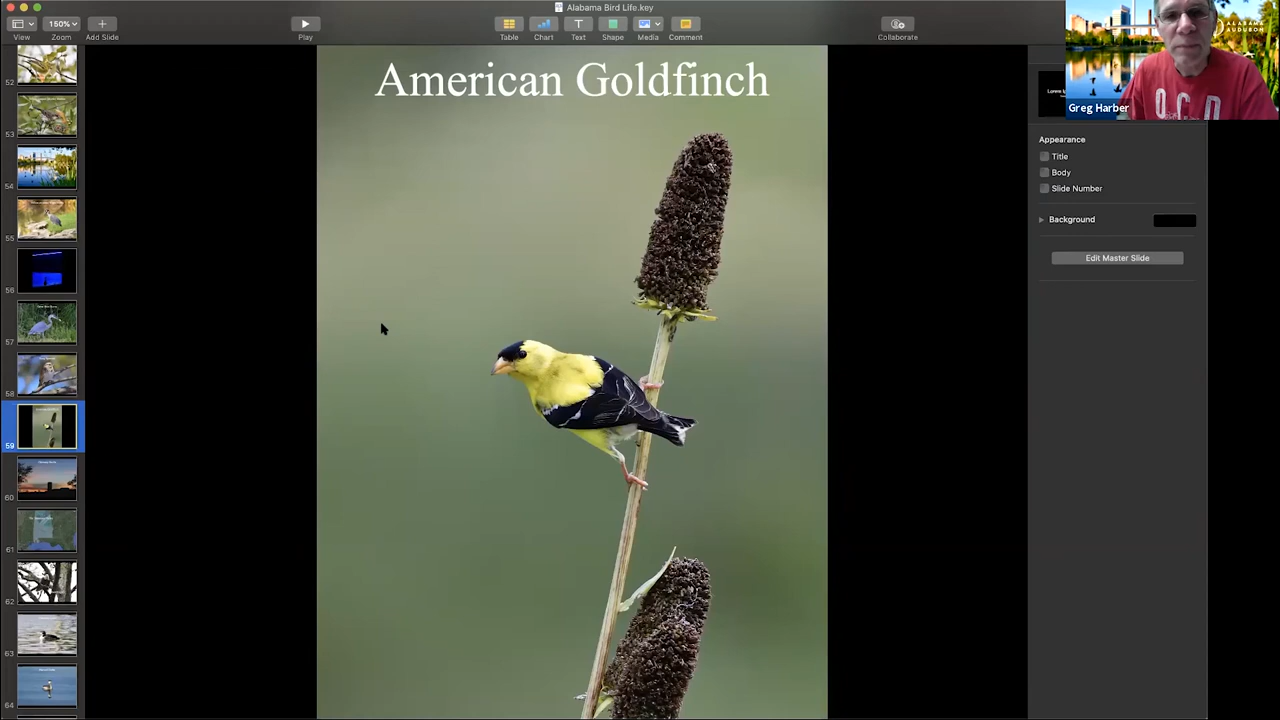 Alabama Bird Life.key
150%
View
Zoom
Add Slide
Play
Table
Chart
Text
Shape
Media
Comment
Collaborate
American Goldfinch
ALABAMA
AUDUBON
Greg Harber
Appearance
Title
Body
Slide Number
Background
Edit Master Slide
52
53
54
55
56
57
58
59
60
61
62
63
64